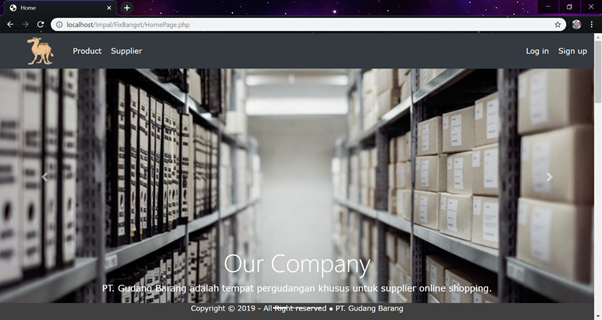 Home
localhost/Impal/FixBanget/HomePage.php
Product Supplier Log in Sign up
Our Company
PT. Gudang Barang adalah tempat pergudangan khusus untuk supplier online shopping.
Copyright © 2019 - All Right reserved ● PT. Gudang Barang